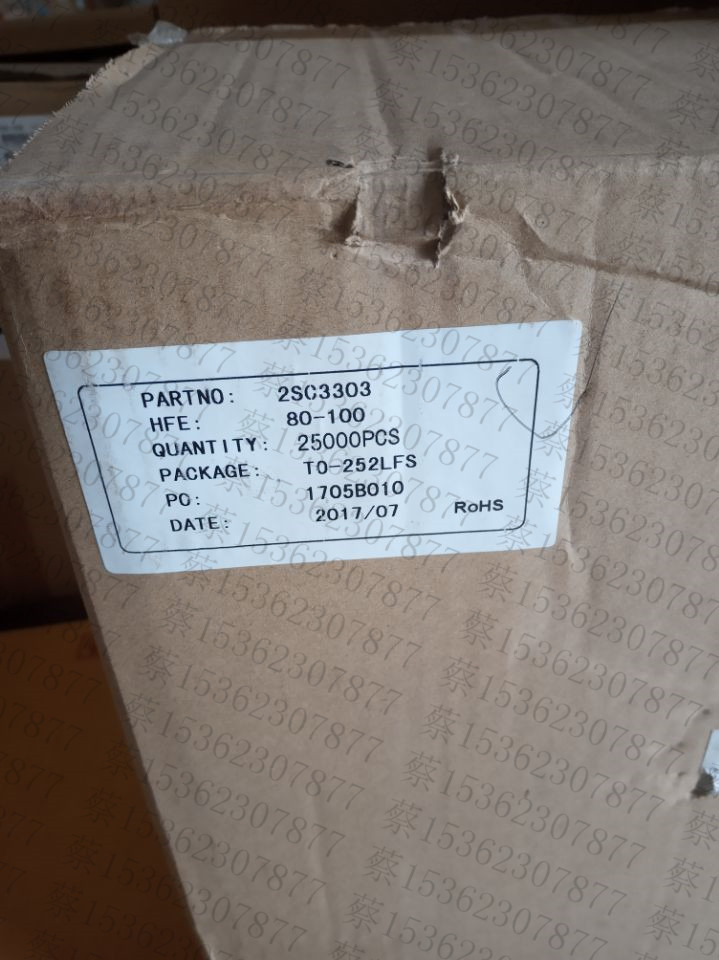 PARTNO: 2SC3303
HFE: 80-100
QUANTITY: 25000PCS
PACKAGE: TO-252LFS
PO: 1705B010
DATE: 2017/07 RoHS
蔡15362307877